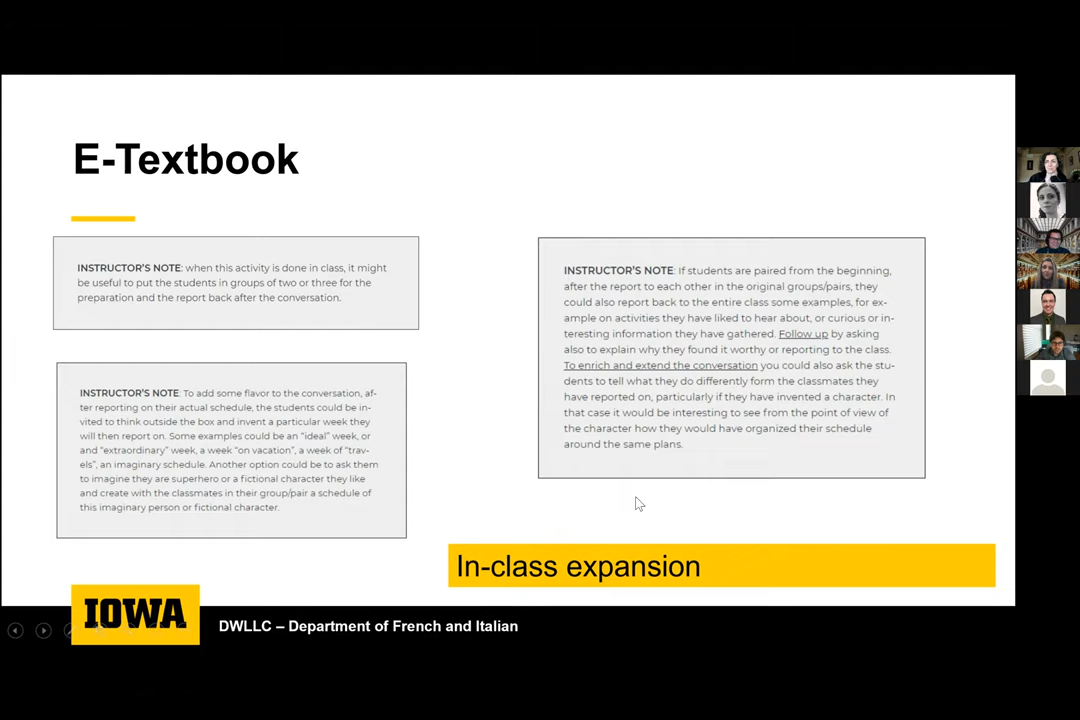 E-Textbook
INSTRUCTOR'S NOTE: when this activity is done in class, it might
be useful to put the students in groups of two or three for the
preparation and the report back after the conversation.
INSTRUCTOR'S NOTE: To add some flavor to the conversation, af-
ter reporting on their actual schedule, the students could be in-
vited to think outside the box and invent a particular week they
will then report on. Some examples could be an "ideal" week, or
and "extraordinary" week, a week "on vacation", a week of "trav-
els", an imaginary schedule. Another option could be to ask them
to imagine they are superhero or a fictional character they like
and create with the classmates in their group/pair a schedule of
this imaginary person or fictional character.
INSTRUCTOR'S NOTE: If students are paired from the beginning,
after the report to each other in the original groups/pairs, they
could also report back to the entire class some examples, for ex-
ample on activities they have liked to hear about, or curious or in-
teresting information they have gathered. Follow up by asking
also to explain why they found it worthy or reporting to the class.
To enrich and extend the conversation you could also ask the stu-
dents to tell what they do differently form the classmates they
have reported on, particularly if they have invented a character. In
that case it would be interesting to see from the point of view of
the character how they would have organized their schedule
around the same plans.
In-class expansion
IOWA
DWLLC – Department of French and Italian